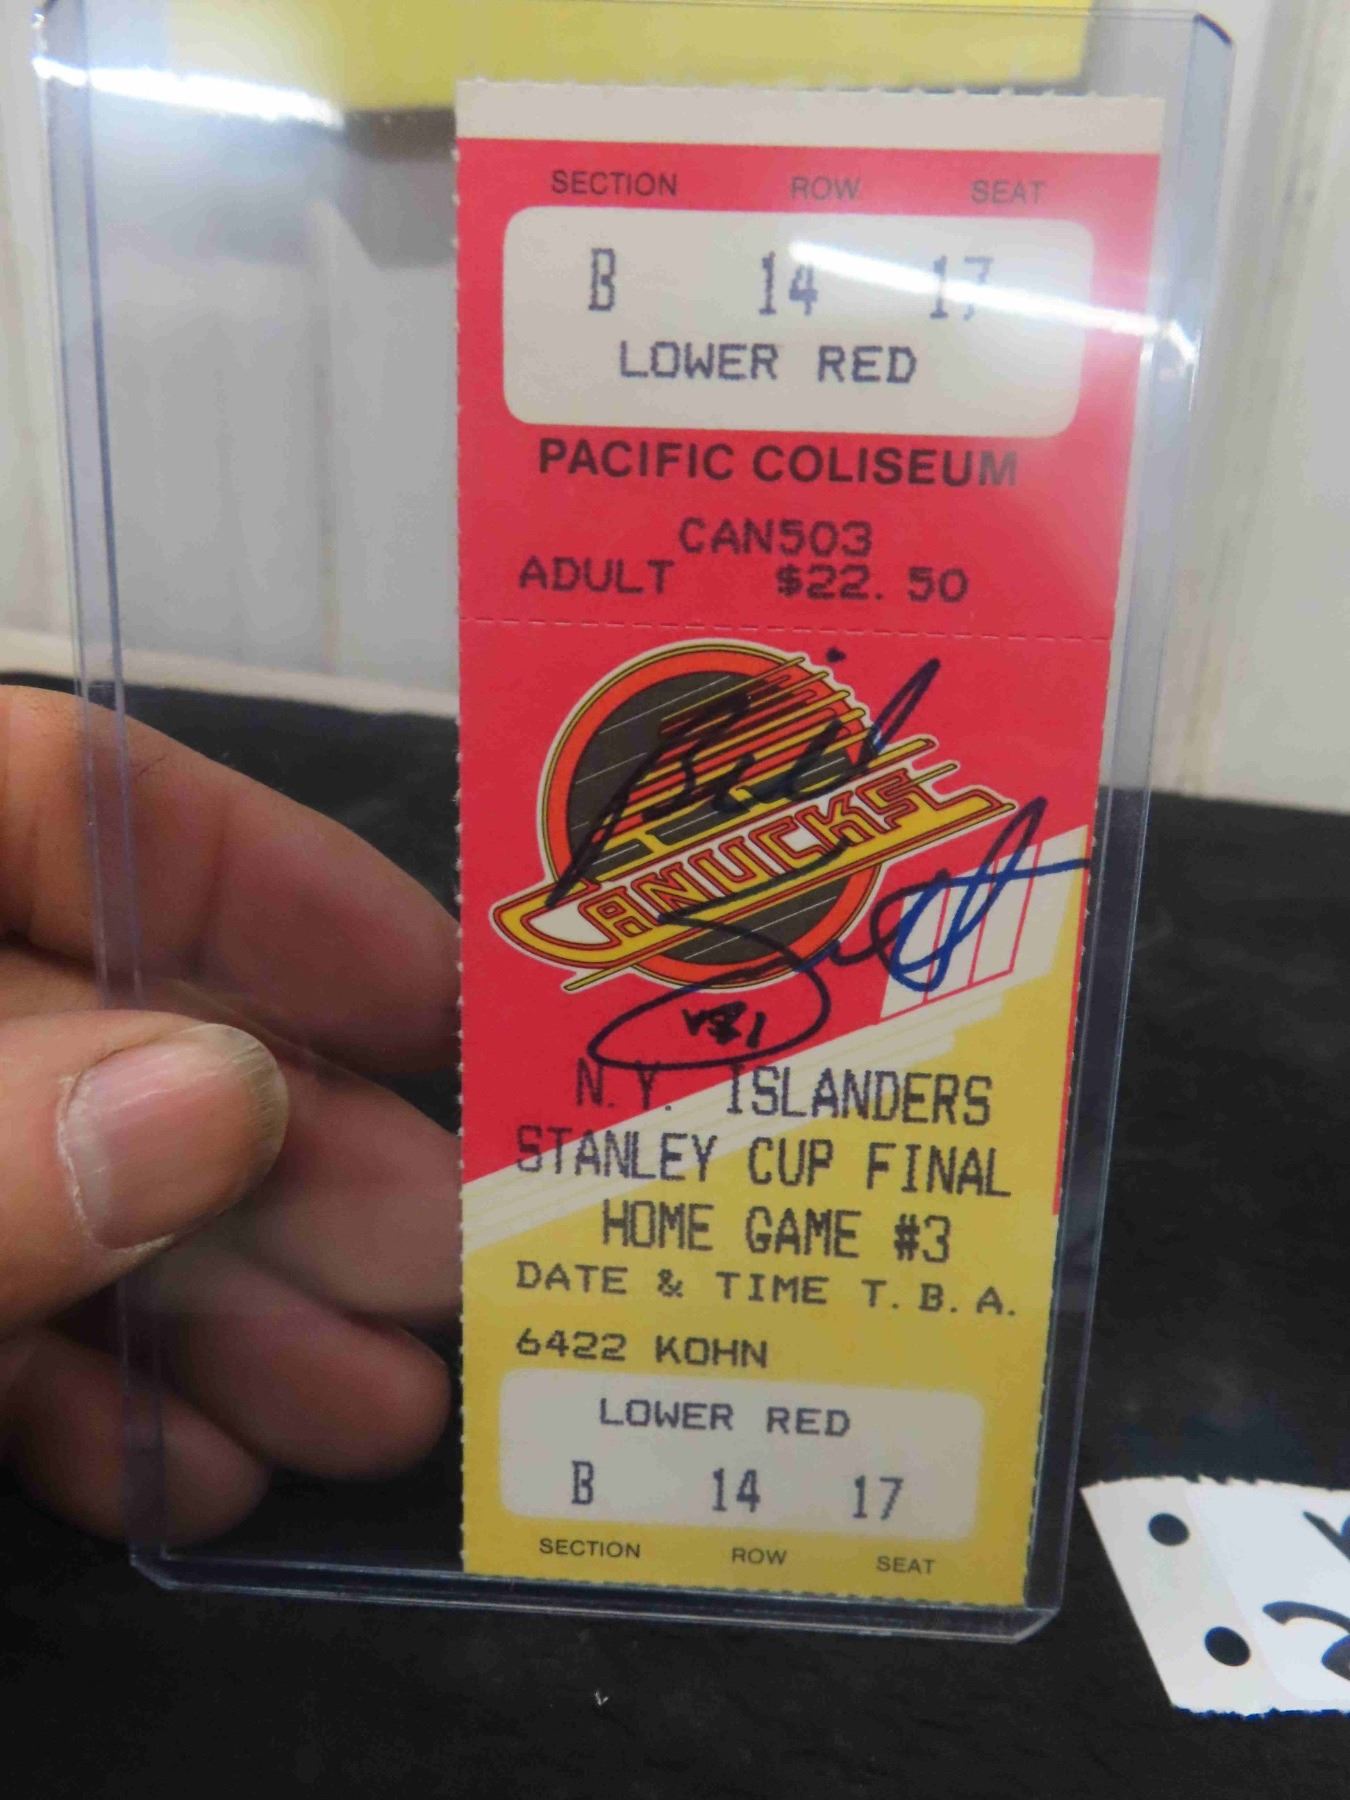 SECTION ROW SEAT
B 14 17
LOWER RED
PACIFIC COLISEUM
CAN503
ADULT $22.50
Bill
CANUCKS
N.Y. ISLANDERS
STANLEY CUP FINAL
HOME GAME #3
DATE & TIME T.B.A.
6422 KOHN
LOWER RED
B 14 17
SECTION ROW SEAT